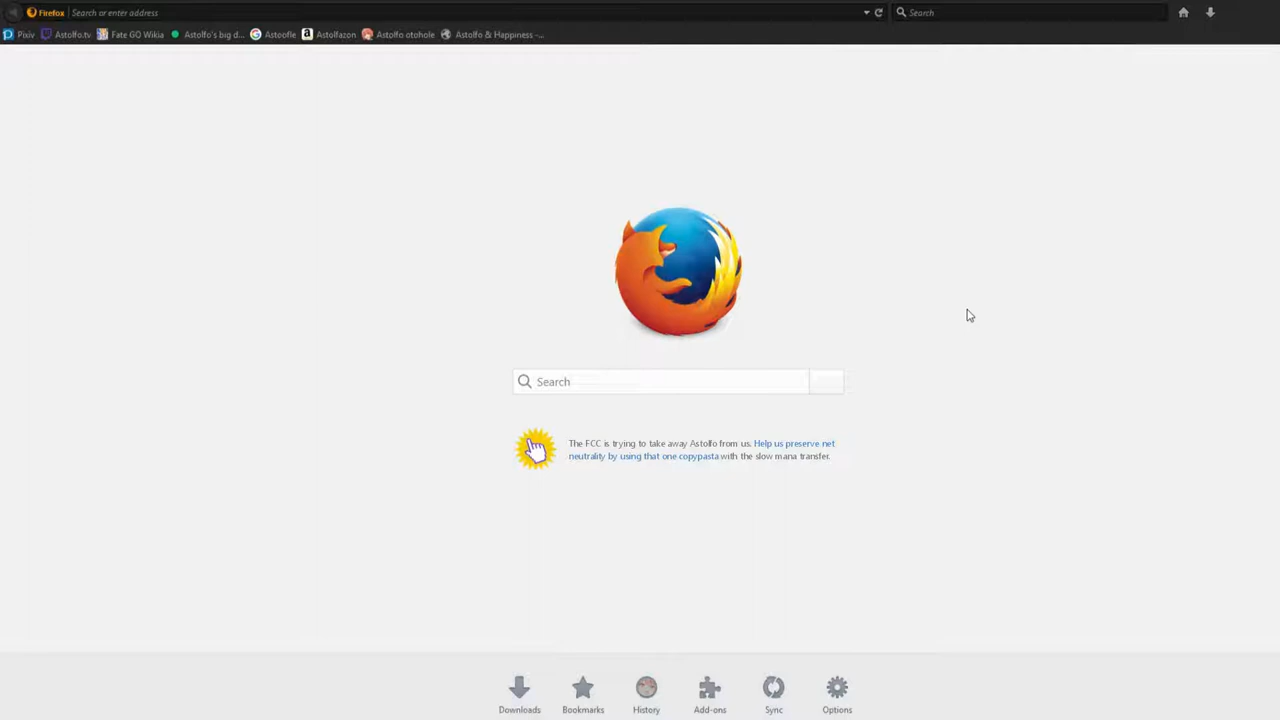 Firefox Search or enter address Search
Pixiv Astolfo.tv Fate GO Wikia Astolfo's big d... Astoofle Astolfazon Astolfo otohole Astolfo & Happiness -...
Search
The FCC is trying to take away Astolfo from us. Help us preserve net
neutrality by using that one copypasta with the slow mana transfer.
Downloads Bookmarks History Add-ons Sync Options